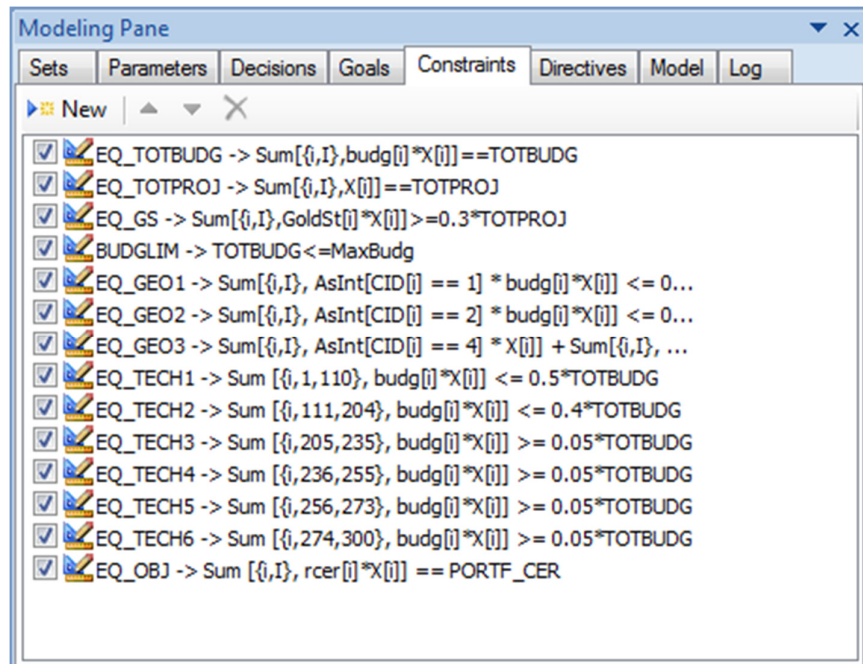 Modeling Pane
Sets Parameters Decisions Goals Constraints Directives Model Log
New
EQ_TOTBUDG -> Sum[{i,I},budg[i]*X[i]]==TOTBUDG
EQ_TOTPROJ -> Sum[{i,I},X[i]]==TOTPROJ
EQ_GS -> Sum[{i,I},GoldSt[i]*X[i]]>=0.3*TOTPROJ
BUDGLIM -> TOTBUDG<=MaxBudg
EQ_GEO1 -> Sum[{i,I}, AsInt[CID[i] == 1] * budg[i]*X[i]] <= 0...
EQ_GEO2 -> Sum[{i,I}, AsInt[CID[i] == 2] * budg[i]*X[i]] <= 0...
EQ_GEO3 -> Sum[{i,I}, AsInt[CID[i] == 4] * X[i]] + Sum[{i,I}, ...
EQ_TECH1 -> Sum [{i,1,110}, budg[i]*X[i]] <= 0.5*TOTBUDG
EQ_TECH2 -> Sum [{i,111,204}, budg[i]*X[i]] <= 0.4*TOTBUDG
EQ_TECH3 -> Sum [{i,205,235}, budg[i]*X[i]] >= 0.05*TOTBUDG
EQ_TECH4 -> Sum [{i,236,255}, budg[i]*X[i]] >= 0.05*TOTBUDG
EQ_TECH5 -> Sum [{i,256,273}, budg[i]*X[i]] >= 0.05*TOTBUDG
EQ_TECH6 -> Sum [{i,274,300}, budg[i]*X[i]] >= 0.05*TOTBUDG
EQ_OBJ -> Sum [{i,I}, rcer[i]*X[i]] == PORTF_CER